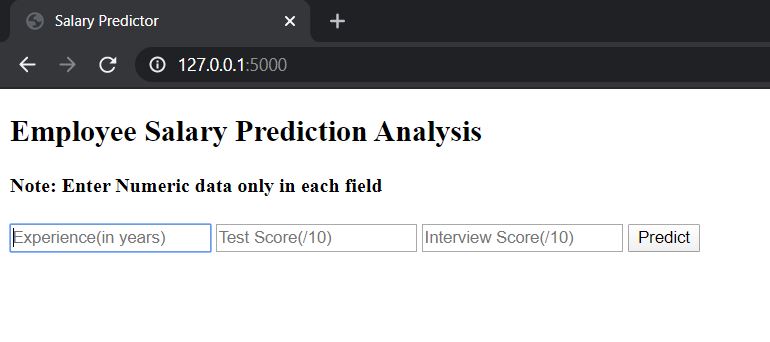 Salary Predictor
127.0.0.1:5000
Employee Salary Prediction Analysis
Note: Enter Numeric data only in each field
Experience(in years) Test Score(/10) Interview Score(/10) Predict